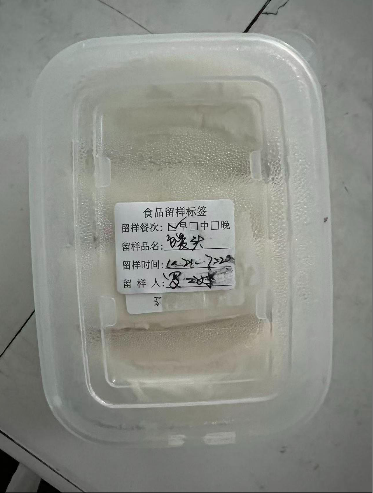 食品留样标签
留样餐次：☑早□中□晚
留样品名：馒头
留样时间：
留 样 人：